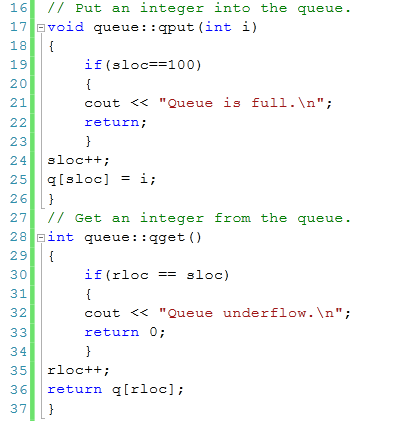 16 // Put an integer into the queue.
17 void queue::qput(int i)
18 {
19     if(sloc==100)
20     {
21     cout << "Queue is full.\n";
22     return;
23     }
24 sloc++;
25 q[sloc] = i;
26 }
27 // Get an integer from the queue.
28 int queue::qget()
29 {
30     if(rloc == sloc)
31     {
32     cout << "Queue underflow.\n";
33     return 0;
34     }
35 rloc++;
36 return q[rloc];
37 }